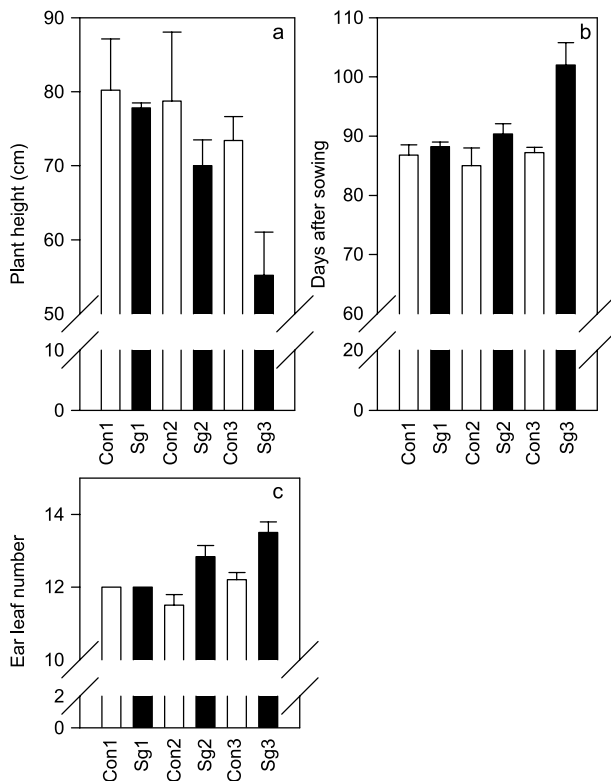 a
Plant height (cm)
90
80
70
60
50
10
0
Con1
Sg1
Con2
Sg2
Con3
Sg3
b
Days after sowing
110
100
90
80
70
60
20
0
Con1
Sg1
Con2
Sg2
Con3
Sg3
c
Ear leaf number
14
12
10
2
0
Con1
Sg1
Con2
Sg2
Con3
Sg3